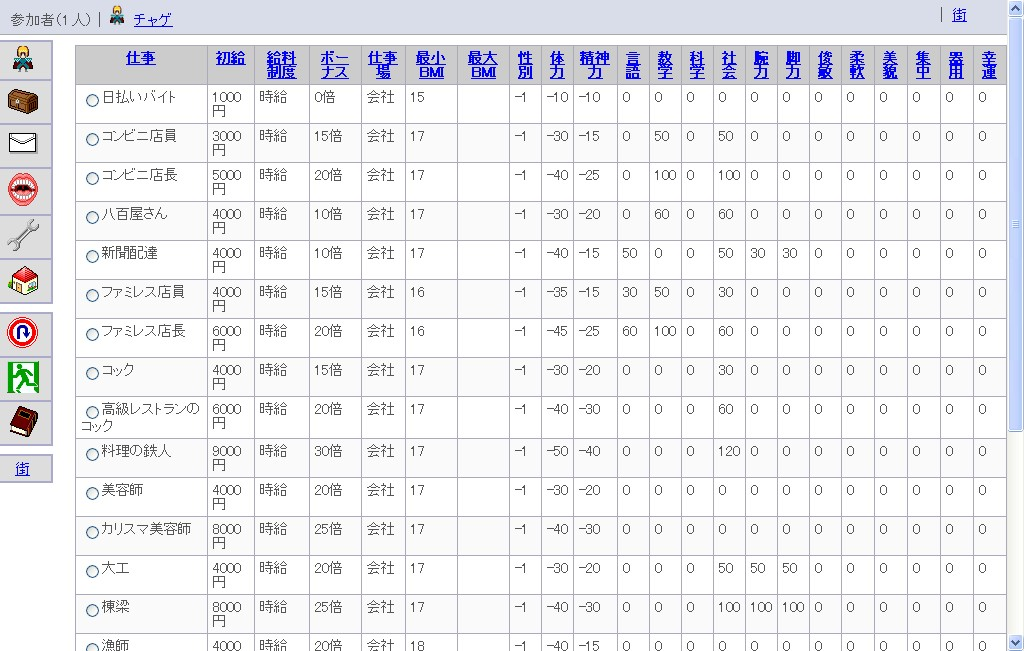 参加者(1人) | チャゲ | 街
仕事 初給 給料制度 ボーナス 仕事場 最小BMI 最大BMI 性別 体力 精神力 言語 数学 科学 社会 腕力 脚力 俊敏 柔軟 美貌 集中 器用 幸運
日払いバイト 1000円 時給 0倍 会社 15 -1 -10 -10 0 0 0 0 0 0 0 0 0 0 0 0
コンビニ店員 3000円 時給 15倍 会社 17 -1 -30 -15 0 50 0 50 0 0 0 0 0 0 0 0
コンビニ店長 5000円 時給 20倍 会社 17 -1 -40 -25 0 100 0 100 0 0 0 0 0 0 0 0
八百屋さん 4000円 時給 10倍 会社 17 -1 -30 -20 0 60 0 60 0 0 0 0 0 0 0 0
新聞配達 4000円 時給 10倍 会社 17 -1 -40 -15 50 0 0 50 30 30 0 0 0 0 0 0
ファミレス店員 4000円 時給 15倍 会社 16 -1 -35 -15 30 50 0 30 0 0 0 0 0 0 0 0
ファミレス店長 6000円 時給 20倍 会社 16 -1 -45 -25 60 100 0 60 0 0 0 0 0 0 0 0
コック 4000円 時給 15倍 会社 17 -1 -30 -20 0 0 0 30 0 0 0 0 0 0 0 0
高級レストランのコック 6000円 時給 20倍 会社 17 -1 -40 -30 0 0 0 60 0 0 0 0 0 0 0 0
料理の鉄人 9000円 時給 30倍 会社 17 -1 -50 -40 0 0 0 120 0 0 0 0 0 0 0 0
美容師 4000円 時給 20倍 会社 17 -1 -30 -20 0 0 0 0 0 0 0 0 0 0 0 0
カリスマ美容師 8000円 時給 25倍 会社 17 -1 -40 -30 0 0 0 0 0 0 0 0 0 0 0 0
大工 4000円 時給 20倍 会社 17 -1 -30 -20 0 0 0 50 50 50 0 0 0 0 0 0
棟梁 8000円 時給 25倍 会社 17 -1 -40 -30 0 0 0 100 100 100 0 0 0 0 0 0
漁師 4000 時給 20倍 会社 18 -1 -40 -15 0 0 0 0 0 0 0 0 0 0 0 0
街